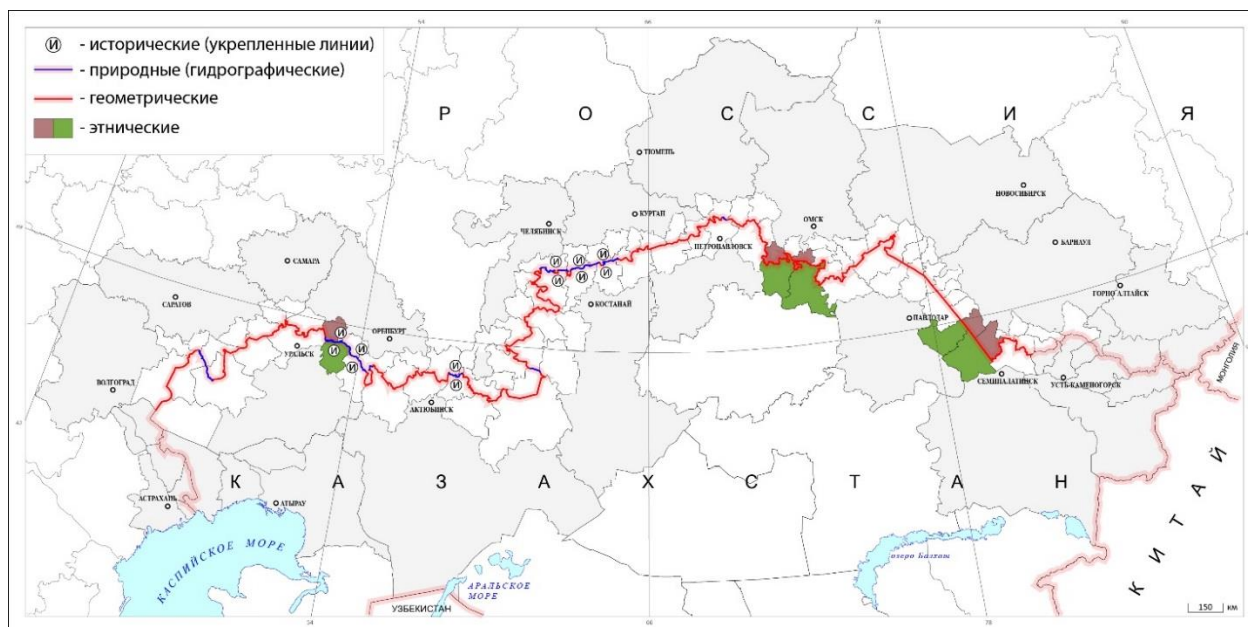 И - исторические (укрепленные линии)
- природные (гидрографические)
- геометрические
- этнические
Р О С С И Я
ТЮМЕНЬ
НОВОСИБИРСК
КУРГАН
ЧЕЛЯБИНСК
ОМСК
ПЕТРОПАВЛОВСК
БАРНАУЛ
САМАРА
И И И
И И И
ГОРНО-АЛТАЙСК
САРАТОВ
КОСТАНАЙ
ПАВЛОДАР
ОРЕНБУРГ
И
УРАЛЬСК
И И
И
И
И
ВОЛГОГРАД
АКТЮБИНСК
СЕМИПАЛАТИНСК
УСТЬ-КАМЕНОГОРСК
МОНГОЛИЯ
К А З А Х С Т А Н
АСТРАХАНЬ
АТЫРАУ
КИТАЙ
КАСПИЙСКОЕ МОРЕ
озеро Балхаш
АРАЛЬСКОЕ
МОРЕ
УЗБЕКИСТАН
150 км
54
66
78